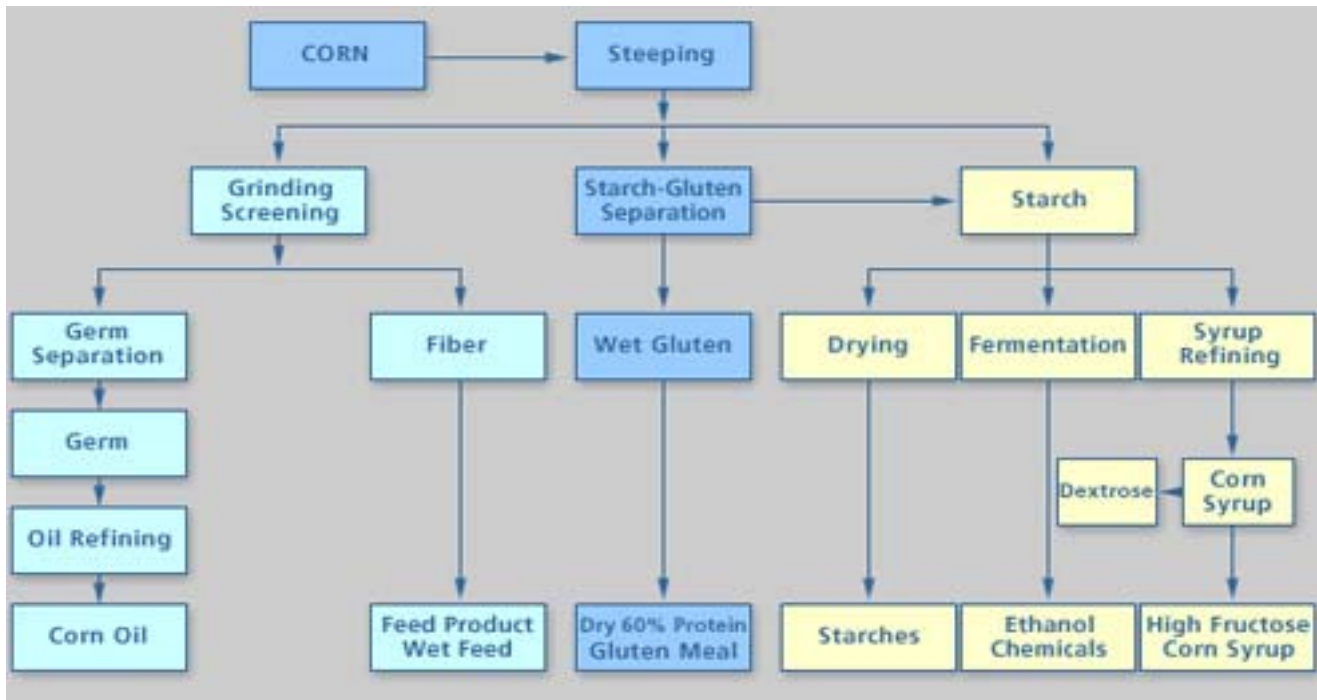 CORN
Steeping
Grinding
Screening
Starch-Gluten
Separation
Starch
Germ
Separation
Fiber
Wet Gluten
Drying
Fermentation
Syrup
Refining
Germ
Dextrose
Corn
Syrup
Oil Refining
Corn Oil
Feed Product
Wet Feed
Dry 60% Protein
Gluten Meal
Starches
Ethanol
Chemicals
High Fructose
Corn Syrup